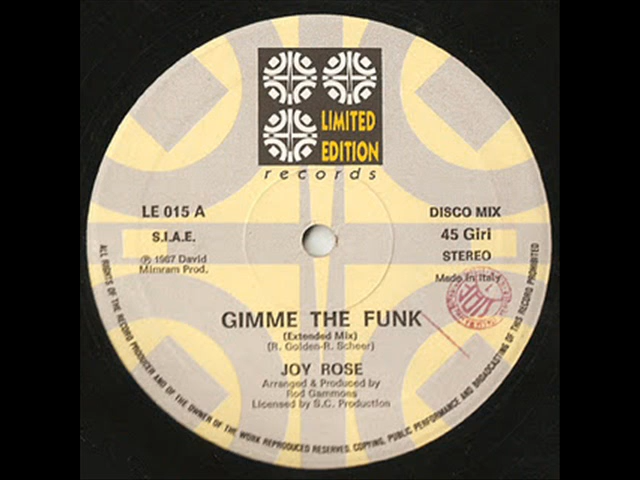 LIMITED
EDITION
records
LE 015 A
S.I.A.E.
℗ 1987 David
Mimram Prod.
DISCO MIX
45 Giri
STEREO
Made in Italy
GIMME THE FUNK
(Extended Mix)
(R. Golden-R. Scheer)
JOY ROSE
Arranged & Produced by
Rod Gammons
Licensed by S.C. Production
ALL RIGHTS OF THE RECORD PRODUCER AND OF THE OWNER OF THE WORK REPRODUCED RESERVED. COPYING, PUBLIC PERFORMANCE AND BROADCASTING OF THIS RECORD PROHIBITED